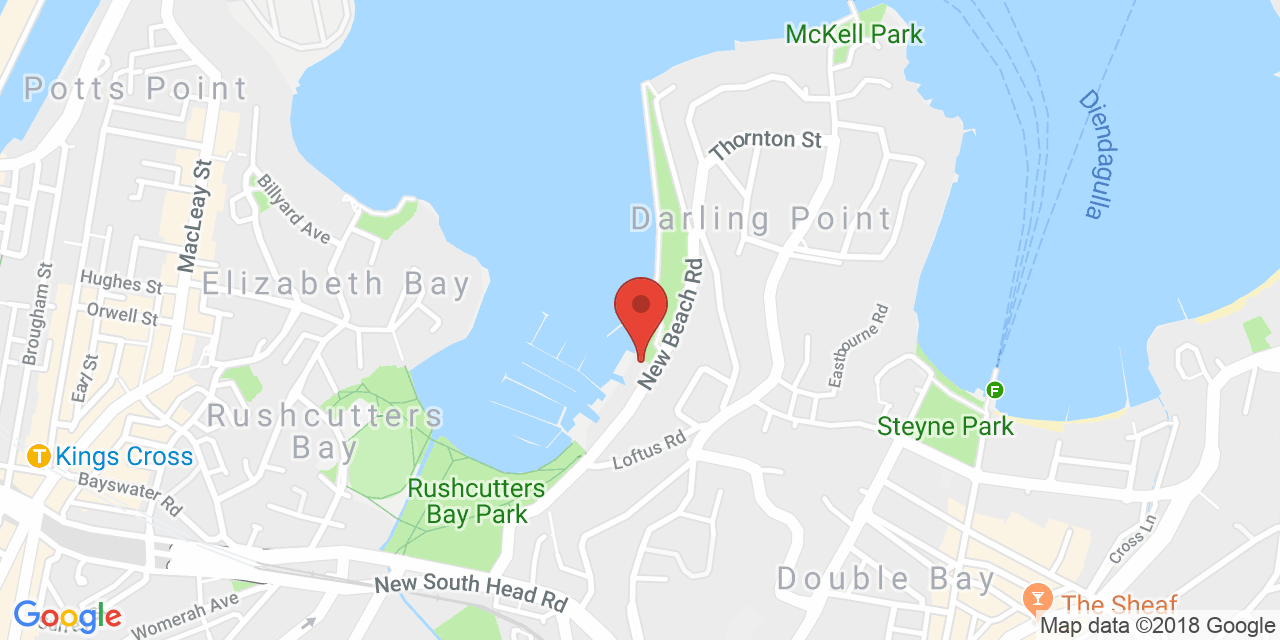 McKell Park
Potts Point
Diendagulla
Thornton St
MacLeay St
Billyard Ave
Darling Point
Hughes St
Elizabeth Bay
Orwell St
Brougham St
New Beach Rd
Eastbourne Rd
Earl St
F
Rushcutters
Bay
Steyne Park
T
Kings Cross
Loftus Rd
Bayswater Rd
Rushcutters
Bay Park
Cross Ln
New South Head Rd
Double Bay
The Sheaf
Womerah Ave
Google
Map data ©2018 Google